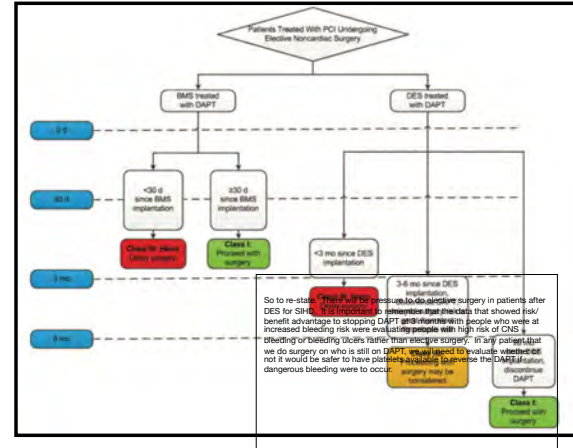 Patients Treated With PCI Undergoing
Elective Noncardiac Surgery
BMS treated
with DAPT
DES treated
with DAPT
0 d
<30 d
since BMS
implantation
≥30 d
since BMS
implantation
30 d
Class III: Harm
Delay surgery
Class I:
Proceed with
surgery
<3 mo since DES
implantation
3 mo
3-6 mo since DES
implantation,
So to re-state. There will be pressure to do elective surgery in patients after
DES for SIHD. It is important to remember that the data that showed risk/
benefit advantage to stopping DAPT at 3 months with people who were at
increased bleeding risk were evaluating people with high risk of CNS
bleeding or bleeding ulcers rather than elective surgery. In any patient that
we do surgery on who is still on DAPT, we will need to evaluate whether or
not it would be safer to have platelets available to reverse the DAPT if
dangerous bleeding were to occur.
6 mo
surgery may be
considered
discontinue
DAPT
Class I:
Proceed with
surgery